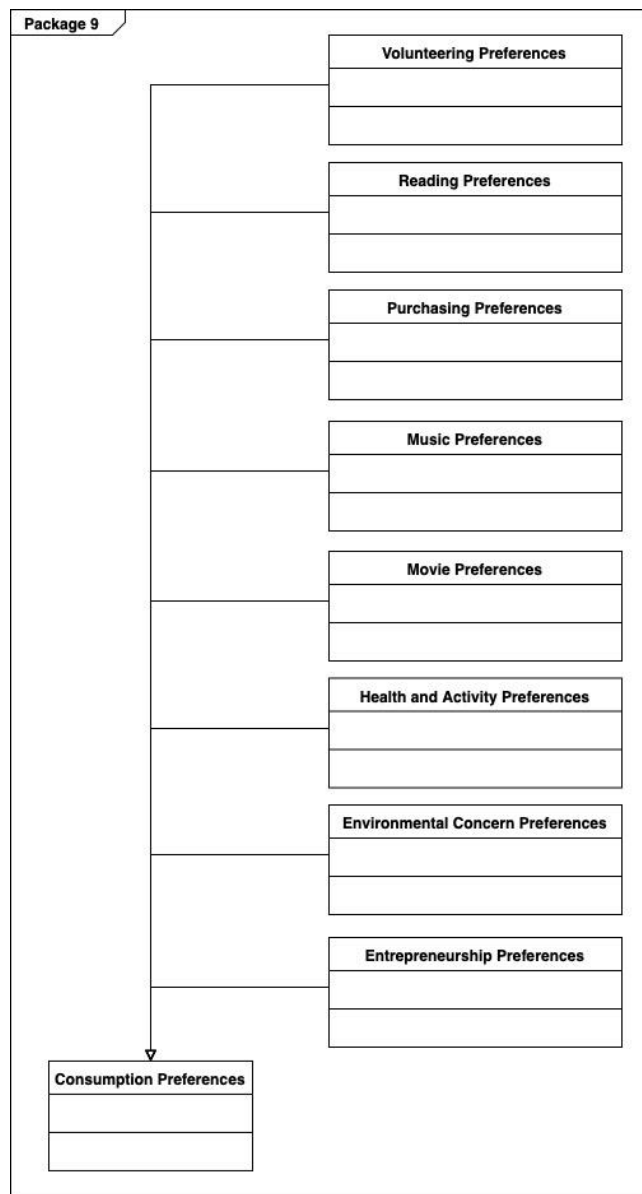 Package 9
Volunteering Preferences
Reading Preferences
Purchasing Preferences
Music Preferences
Movie Preferences
Health and Activity Preferences
Environmental Concern Preferences
Entrepreneurship Preferences
Consumption Preferences